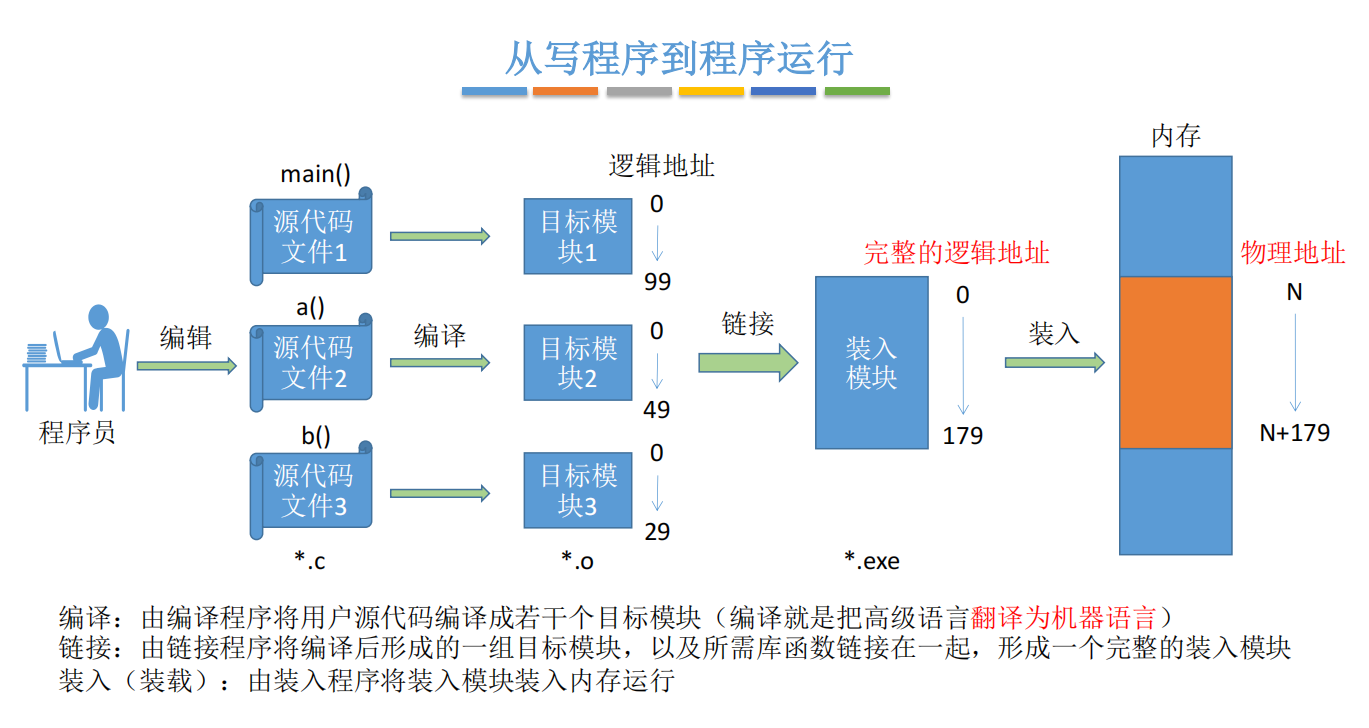 从写程序到程序运行
main()
源代码
文件1
目标模
块1
逻辑地址
0
99
程序员
编辑
a()
源代码
文件2
编译
目标模
块2
0
49
b()
源代码
文件3
目标模
块3
0
29
链接
装入
模块
完整的逻辑地址
0
179
装入
内存
物理地址
N
N+179
*.c
*.o
*.exe
编译：由编译程序将用户源代码编译成若干个目标模块（编译就是把高级语言翻译为机器语言）
链接：由链接程序将编译后形成的一组目标模块，以及所需库函数链接在一起，形成一个完整的装入模块
装入（装载）：由装入程序将装入模块装入内存运行